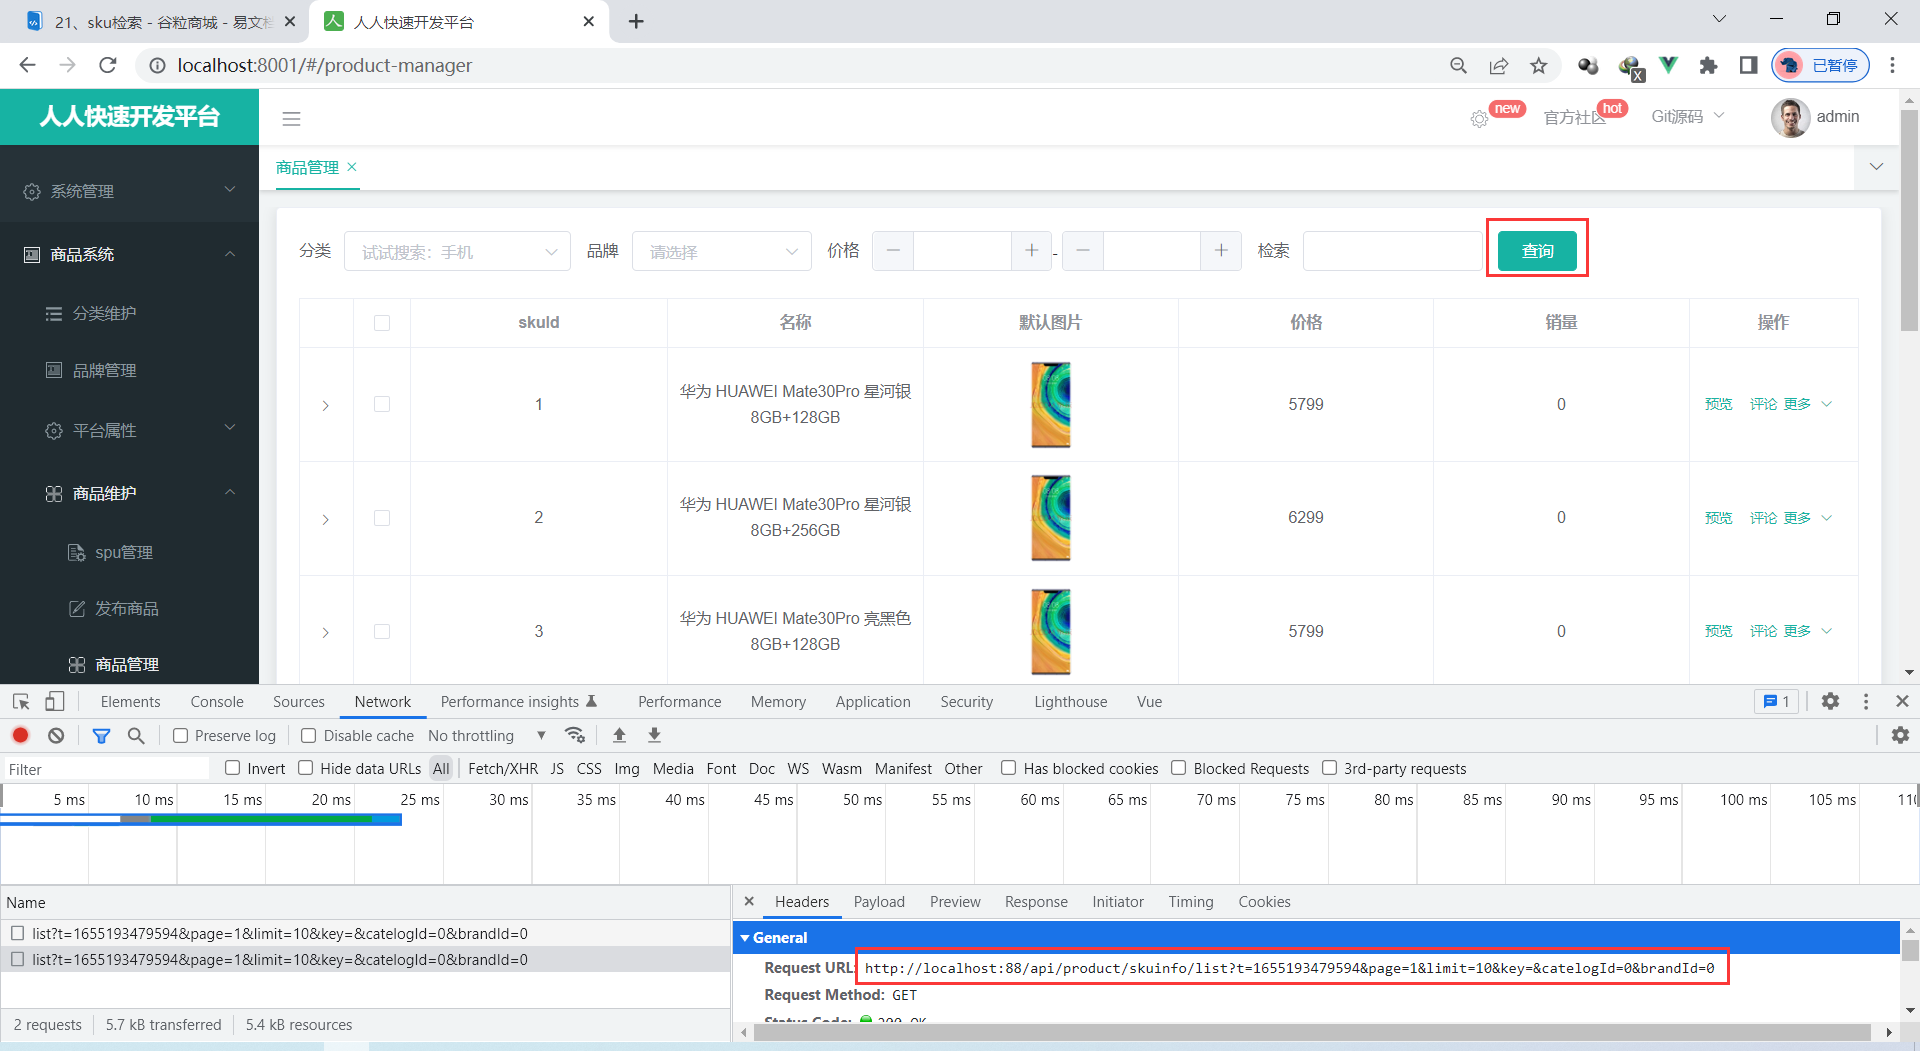 21、sku检索 - 谷粒商城 - 易文档
人人快速开发平台
localhost:8001/#/product-manager
已暂停
人人快速开发平台
new
官方社区
hot
Git源码
admin
系统管理
商品系统
分类维护
品牌管理
平台属性
商品维护
spu管理
发布商品
商品管理
商品管理
分类 试试搜索：手机 品牌 请选择 价格 - 检索 查询
skuId 名称 默认图片 价格 销量 操作
1 华为 HUAWEI Mate30Pro 星河银 5799 0 预览 评论 更多
8GB+128GB
2 华为 HUAWEI Mate30Pro 星河银 6299 0 预览 评论 更多
8GB+256GB
3 华为 HUAWEI Mate30Pro 亮黑色 5799 0 预览 评论 更多
8GB+128GB
Elements Console Sources Network Performance insights Performance Memory Application Security Lighthouse Vue 1
Preserve log Disable cache No throttling
Filter Invert Hide data URLs All Fetch/XHR JS CSS Img Media Font Doc WS Wasm Manifest Other Has blocked cookies Blocked Requests 3rd-party requests
5 ms 10 ms 15 ms 20 ms 25 ms 30 ms 35 ms 40 ms 45 ms 50 ms 55 ms 60 ms 65 ms 70 ms 75 ms 80 ms 85 ms 90 ms 95 ms 100 ms 105 ms
Name
list?t=1655193479594&page=1&limit=10&key=&catelogId=0&brandId=0
list?t=1655193479594&page=1&limit=10&key=&catelogId=0&brandId=0
2 requests 5.7 kB transferred 5.4 kB resources
Headers Payload Preview Response Initiator Timing Cookies
General
Request URL: http://localhost:88/api/product/skuinfo/list?t=1655193479594&page=1&limit=10&key=&catelogId=0&brandId=0
Request Method: GET
Status Code: 200 OK